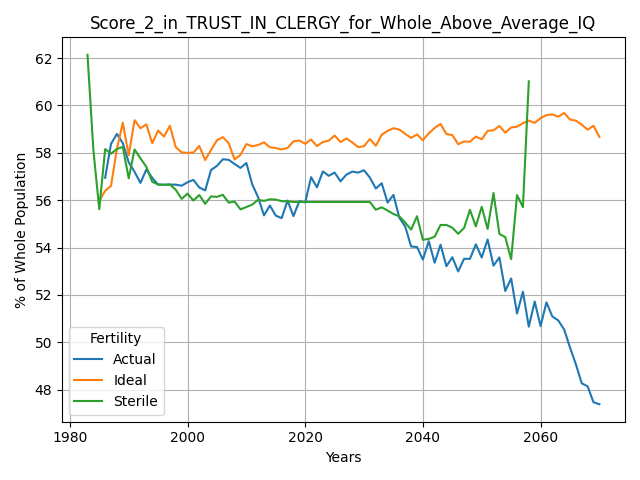 Score_2_in_TRUST_IN_CLERGY_for_Whole_Above_Average_IQ
62
60
58
56
54
52
50
48
% of Whole Population
Fertility
Actual
Ideal
Sterile
1980
2000
2020
2040
2060
Years